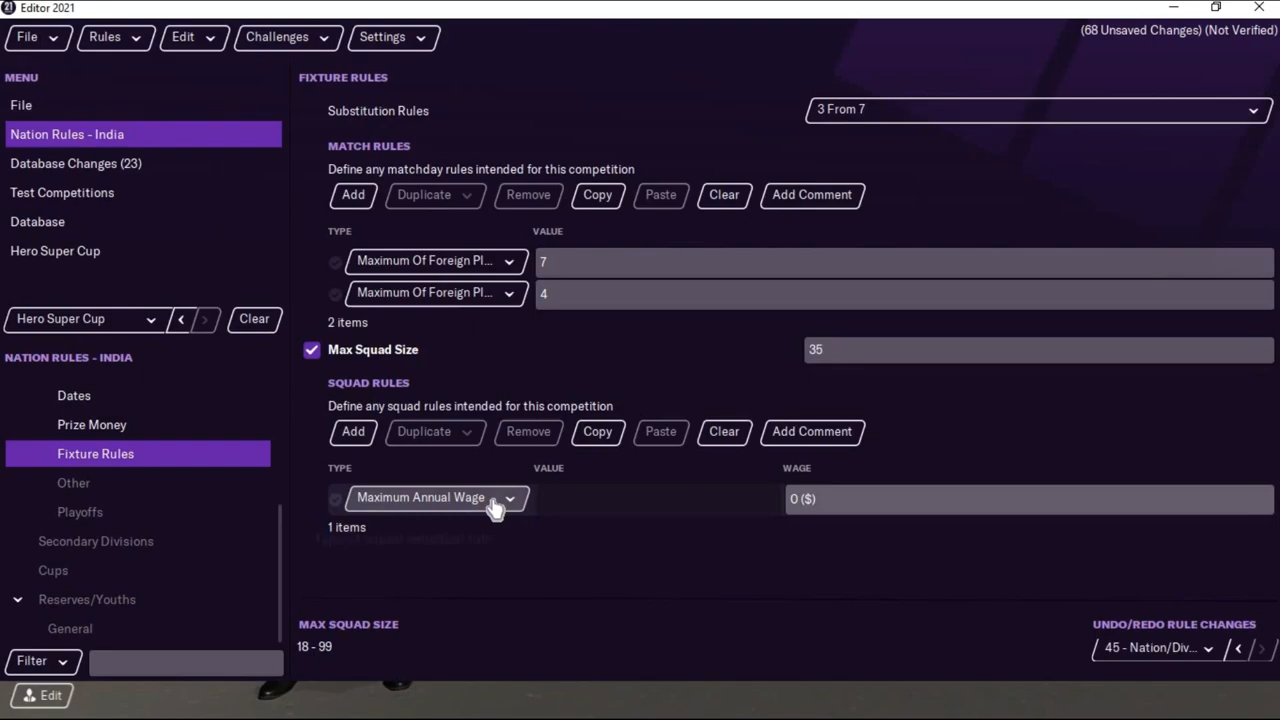 Editor 2021
File Rules Edit Challenges Settings (68 Unsaved Changes) (Not Verified)
MENU
File
Nation Rules - India
Database Changes (23)
Test Competitions
Database
Hero Super Cup
Hero Super Cup Clear
NATION RULES - INDIA
Dates
Prize Money
Fixture Rules
Other
Playoffs
Secondary Divisions
Cups
Reserves/Youths
General
Filter
Edit
FIXTURE RULES
Substitution Rules 3 From 7
MATCH RULES
Define any matchday rules intended for this competition
Add Duplicate Remove Copy Paste Clear Add Comment
TYPE VALUE
Maximum Of Foreign Pl... 7
Maximum Of Foreign Pl... 4
2 items
Max Squad Size 35
SQUAD RULES
Define any squad rules intended for this competition
Add Duplicate Remove Copy Paste Clear Add Comment
TYPE VALUE WAGE
Maximum Annual Wage 0 ($)
1 items
MAX SQUAD SIZE
18 - 99
UNDO/REDO RULE CHANGES
45 - Nation/Div...